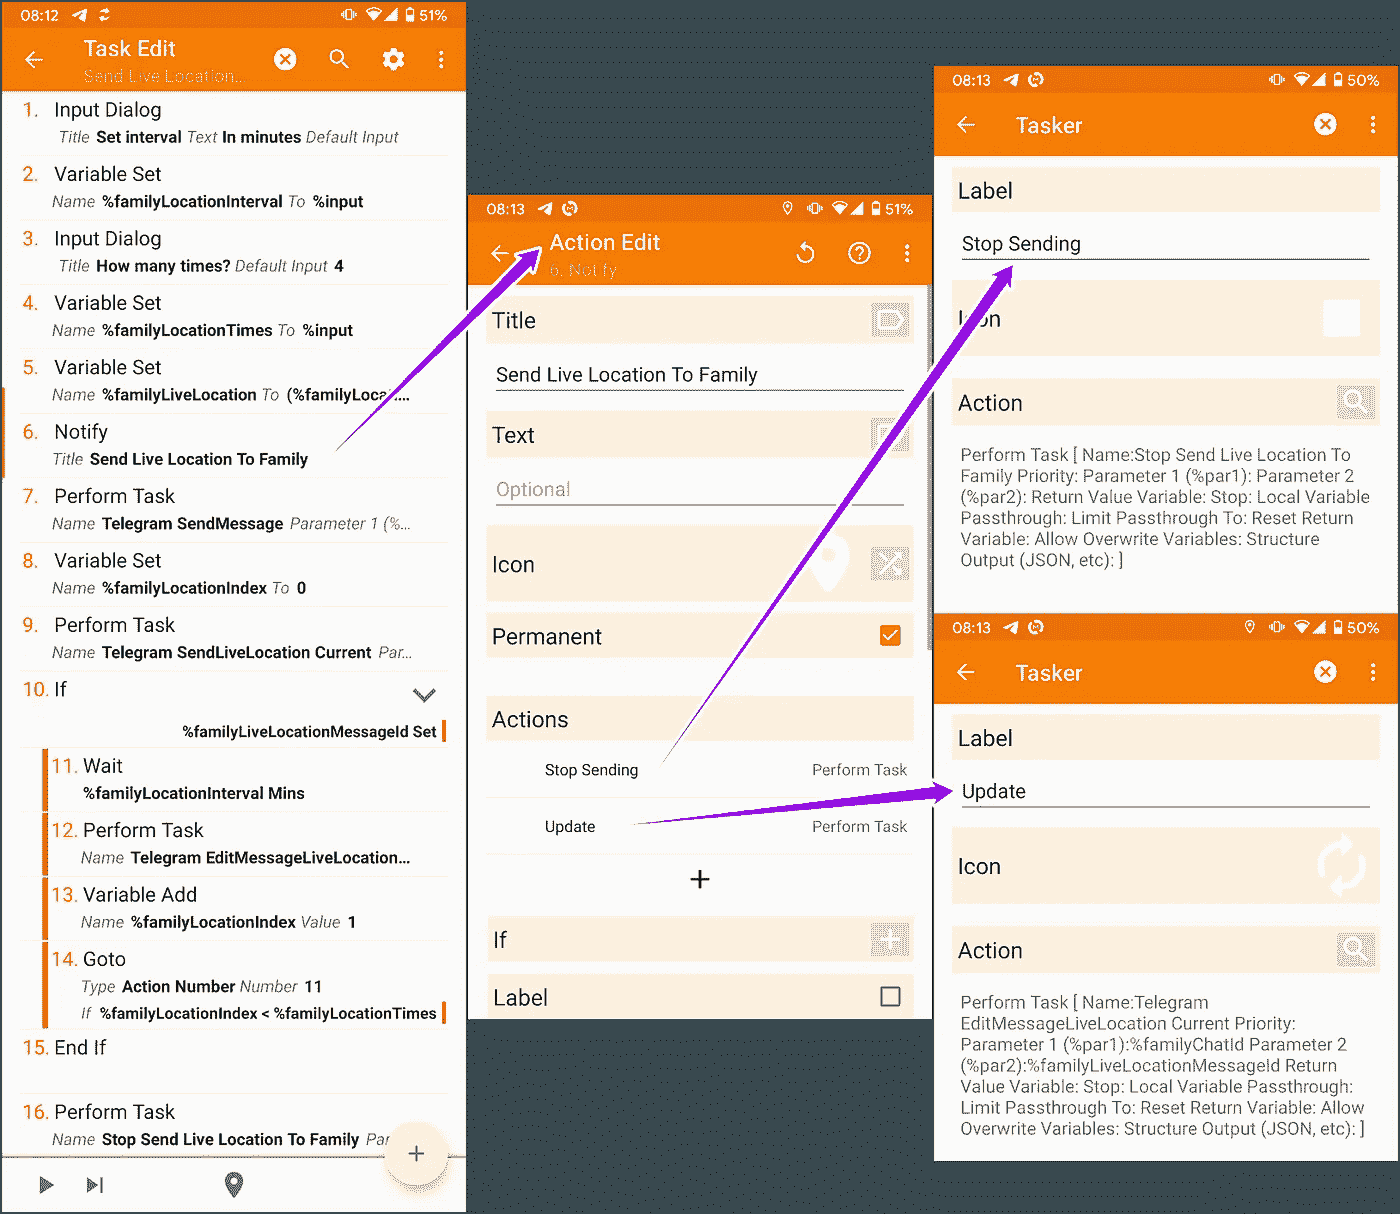 08:12 51%
Task Edit
Send Live Location...
1. Input Dialog
Title Set interval Text In minutes Default Input
2. Variable Set
Name %familyLocationInterval To %input
3. Input Dialog
Title How many times? Default Input 4
4. Variable Set
Name %familyLocationTimes To %input
5. Variable Set
Name %familyLiveLocation To (%familyLoca...
6. Notify
Title Send Live Location To Family
7. Perform Task
Name Telegram SendMessage Parameter 1 (%...
8. Variable Set
Name %familyLocationIndex To 0
9. Perform Task
Name Telegram SendLiveLocation Current Par...
10. If
%familyLiveLocationMessageId Set
11. Wait
%familyLocationInterval Mins
12. Perform Task
Name Telegram EditMessageLiveLocation...
13. Variable Add
Name %familyLocationIndex Value 1
14. Goto
Type Action Number Number 11
If %familyLocationIndex < %familyLocationTimes
15. End If
16. Perform Task
Name Stop Send Live Location To Family Pa
08:13 51%
Action Edit
6. Notify
Title
Send Live Location To Family
Text
Optional
Icon
Permanent
Actions
Stop Sending Perform Task
Update Perform Task
+
If
Label
08:13 50%
Tasker
Label
Stop Sending
Icon
Action
Perform Task [ Name:Stop Send Live Location To
Family Priority: Parameter 1 (%par1): Parameter 2
(%par2): Return Value Variable: Stop: Local Variable
Passthrough: Limit Passthrough To: Reset Return
Variable: Allow Overwrite Variables: Structure
Output (JSON, etc): ]
08:13 50%
Tasker
Label
Update
Icon
Action
Perform Task [ Name:Telegram
EditMessageLiveLocation Current Priority:
Parameter 1 (%par1):%familyChatId Parameter 2
(%par2):%familyLiveLocationMessageId Return
Value Variable: Stop: Local Variable Passthrough:
Limit Passthrough To: Reset Return Variable: Allow
Overwrite Variables: Structure Output (JSON, etc): ]